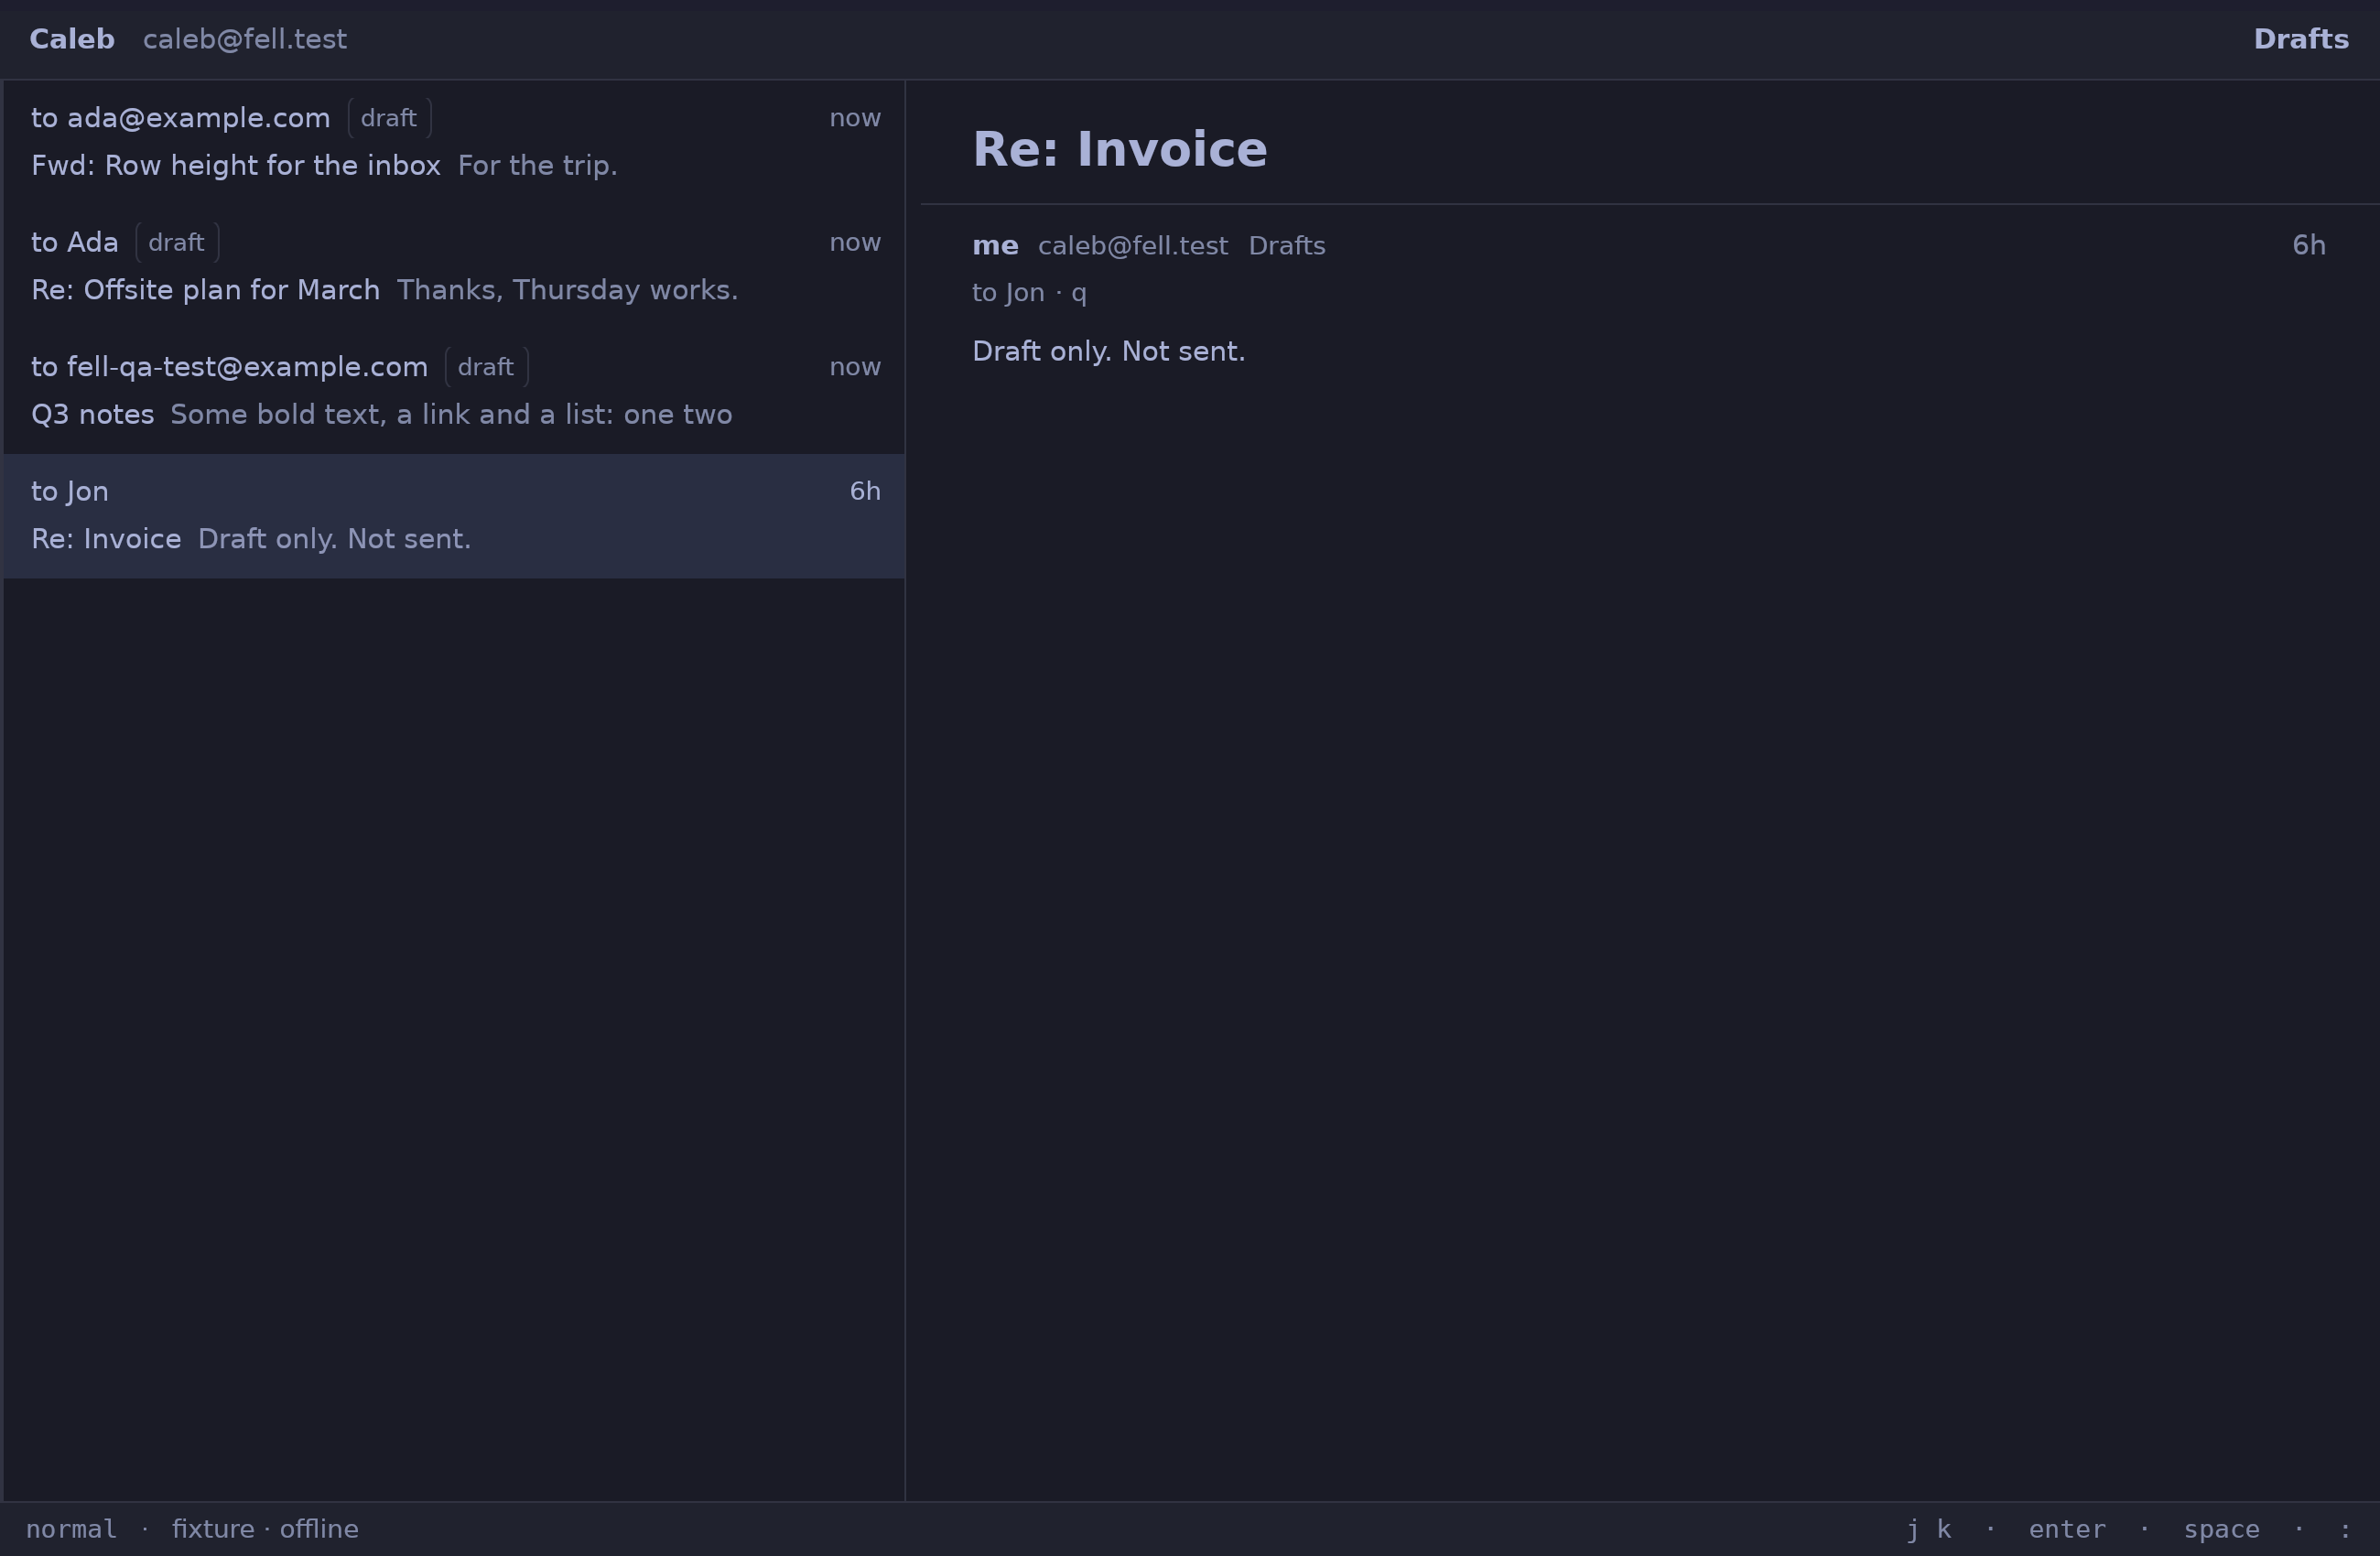 Caleb caleb@fell.test Drafts
to ada@example.com draft now
Fwd: Row height for the inbox For the trip.
to Ada draft now
Re: Offsite plan for March Thanks, Thursday works.
to fell-qa-test@example.com draft now
Q3 notes Some bold text, a link and a list: one two
to Jon 6h
Re: Invoice Draft only. Not sent.
Re: Invoice
me caleb@fell.test Drafts 6h
to Jon · q
Draft only. Not sent.
normal · fixture · offline j k · enter · space · :